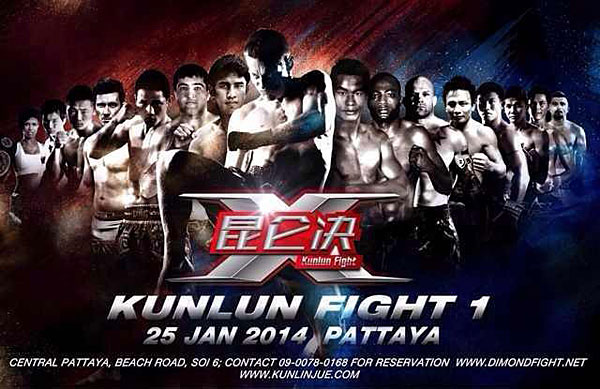 昆仑决
Kunlun Fight
KUNLUN FIGHT 1
25 JAN 2014, PATTAYA
CENTRAL PATTAYA, BEACH ROAD, SOI 6; CONTACT 09-0078-0168 FOR RESERVATION WWW.DIMONDFIGHT.NET
WWW.KUNLINJUE.COM